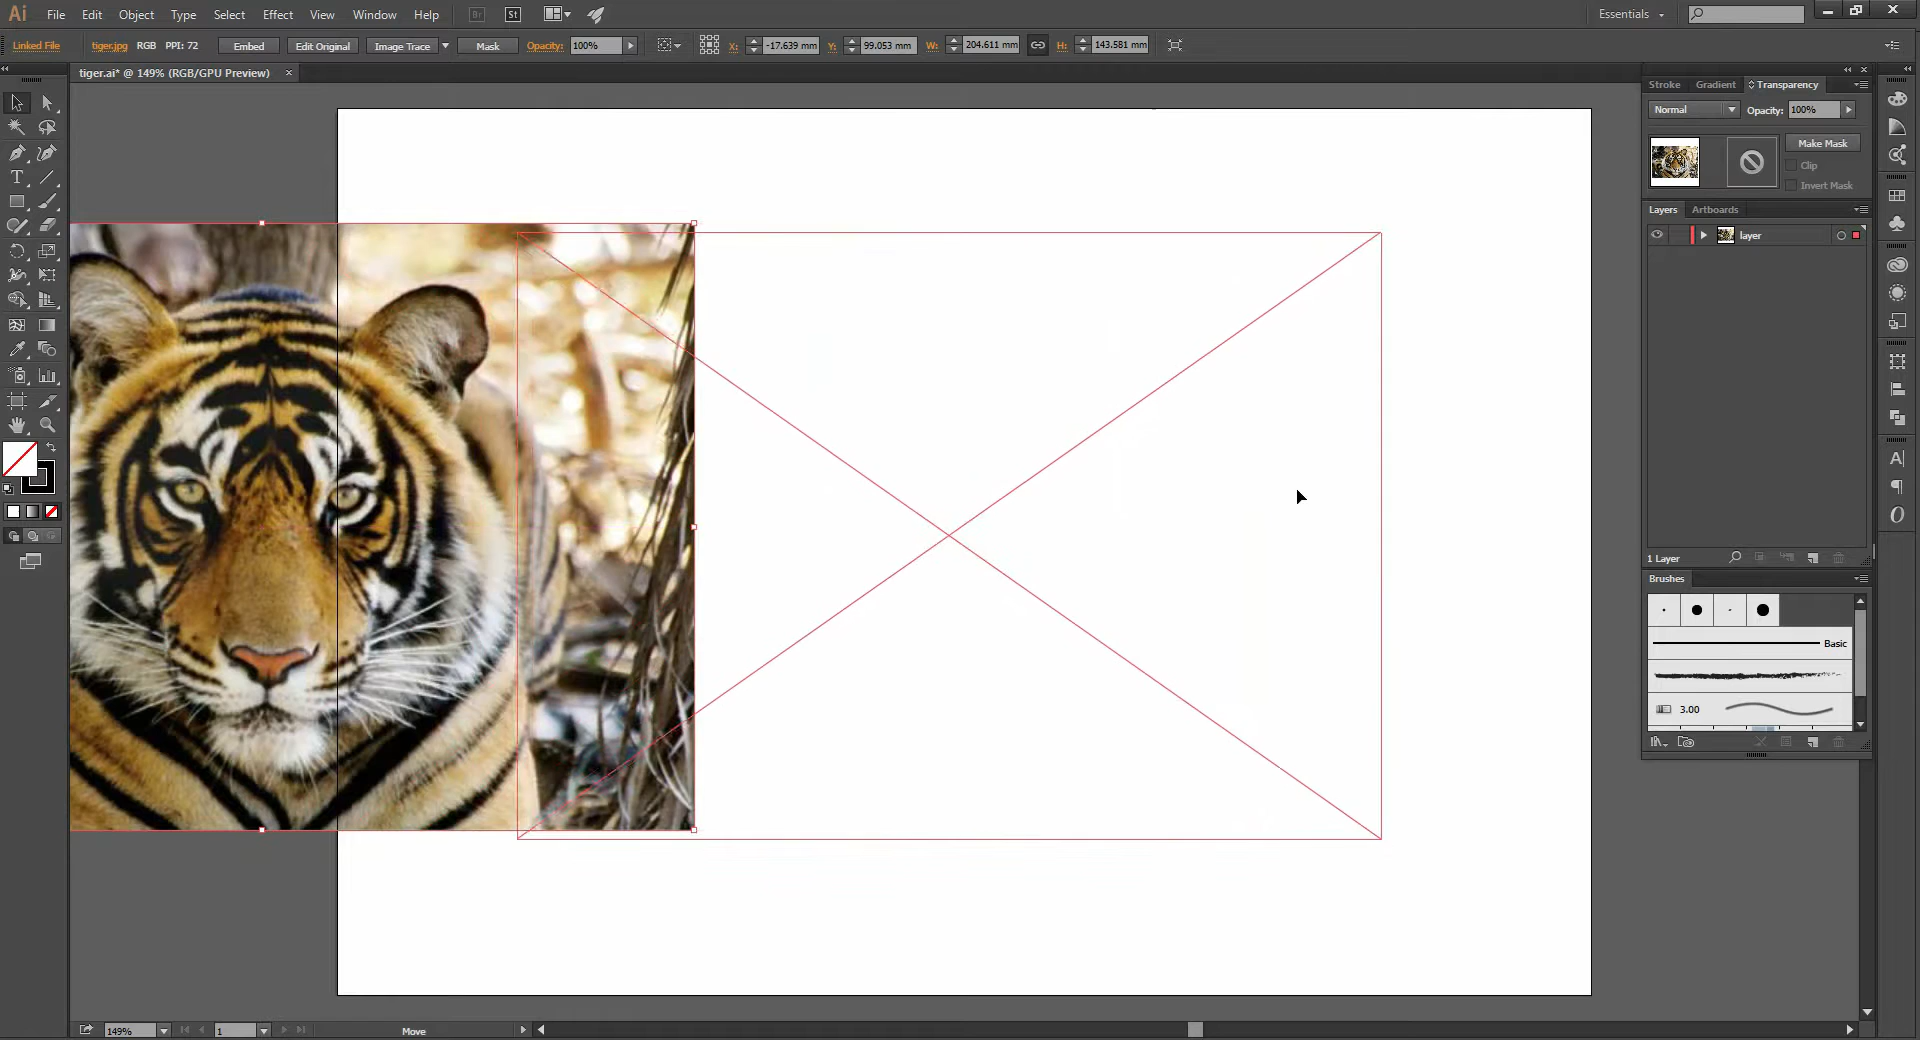 Ai File Edit Object Type Select Effect View Window Help Br St Essentials
Linked File tiger.jpg RGB PPI: 72 Embed Edit Original Image Trace Mask Opacity: 100% X: -17.639 mm Y: 99.053 mm W: 204.611 mm H: 143.581 mm
tiger.ai* @ 149% (RGB/GPU Preview)
Stroke Gradient Transparency
Normal Opacity: 100%
Make Mask
Clip
Invert Mask
Layers Artboards
layer
1 Layer
Brushes
Basic
3.00
149% 1 Move